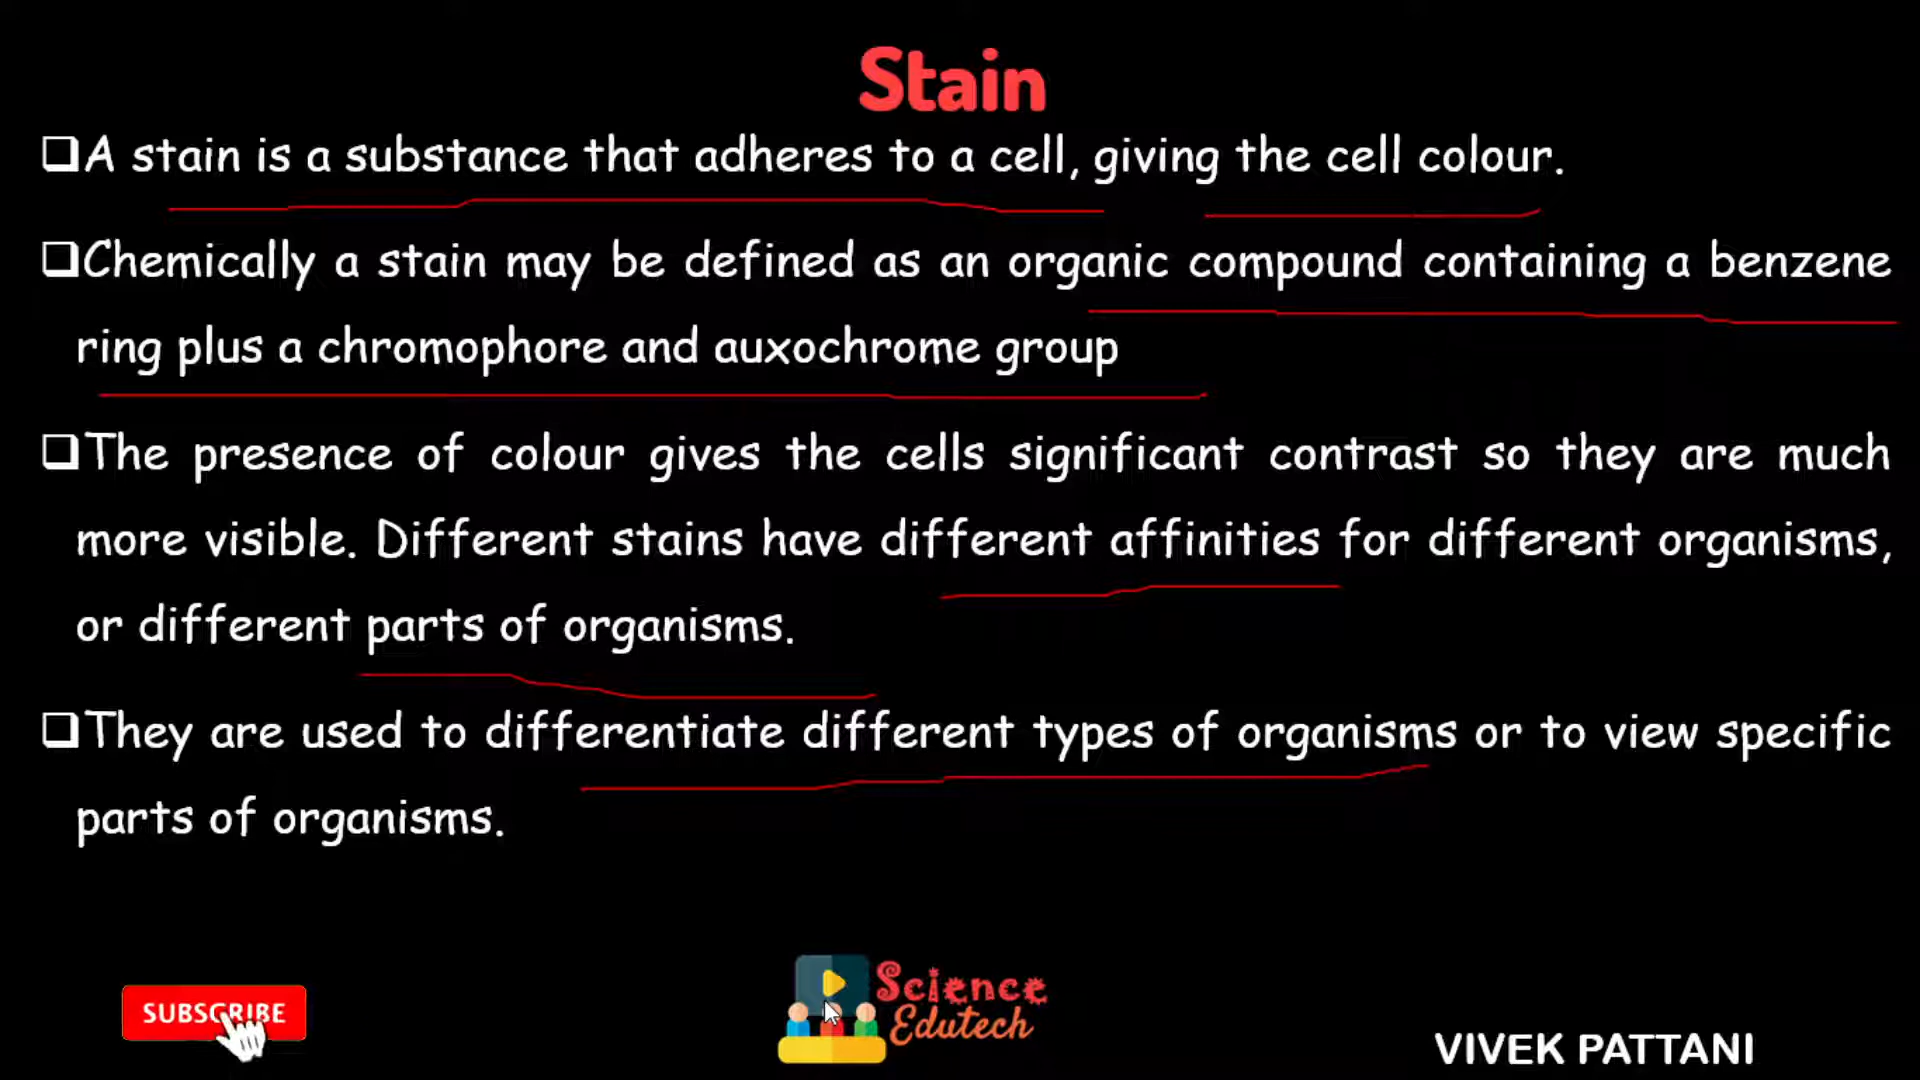 Stain
A stain is a substance that adheres to a cell, giving the cell colour.
Chemically a stain may be defined as an organic compound containing a benzene
ring plus a chromophore and auxochrome group
The presence of colour gives the cells significant contrast so they are much
more visible. Different stains have different affinities for different organisms,
or different parts of organisms.
They are used to differentiate different types of organisms or to view specific
parts of organisms.
SUBSCRIBE
Science
Edutech
VIVEK PATTANI